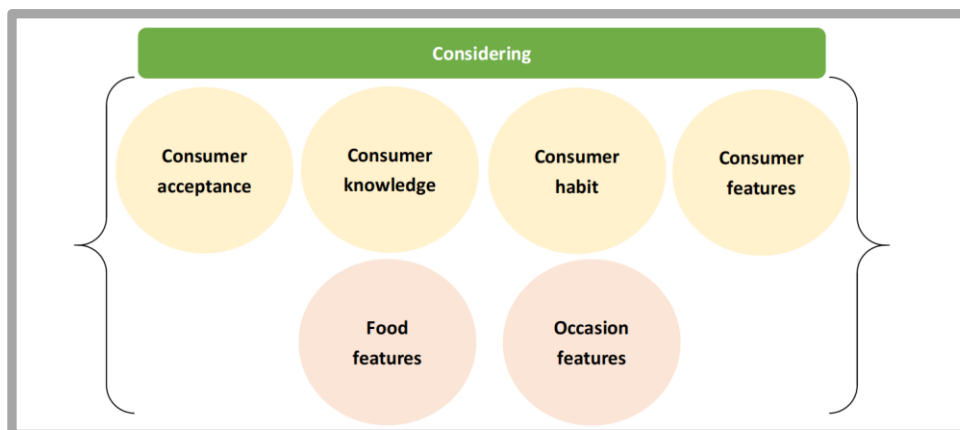 Considering
Consumer
acceptance
Consumer
knowledge
Consumer
habit
Consumer
features
Food
features
Occasion
features